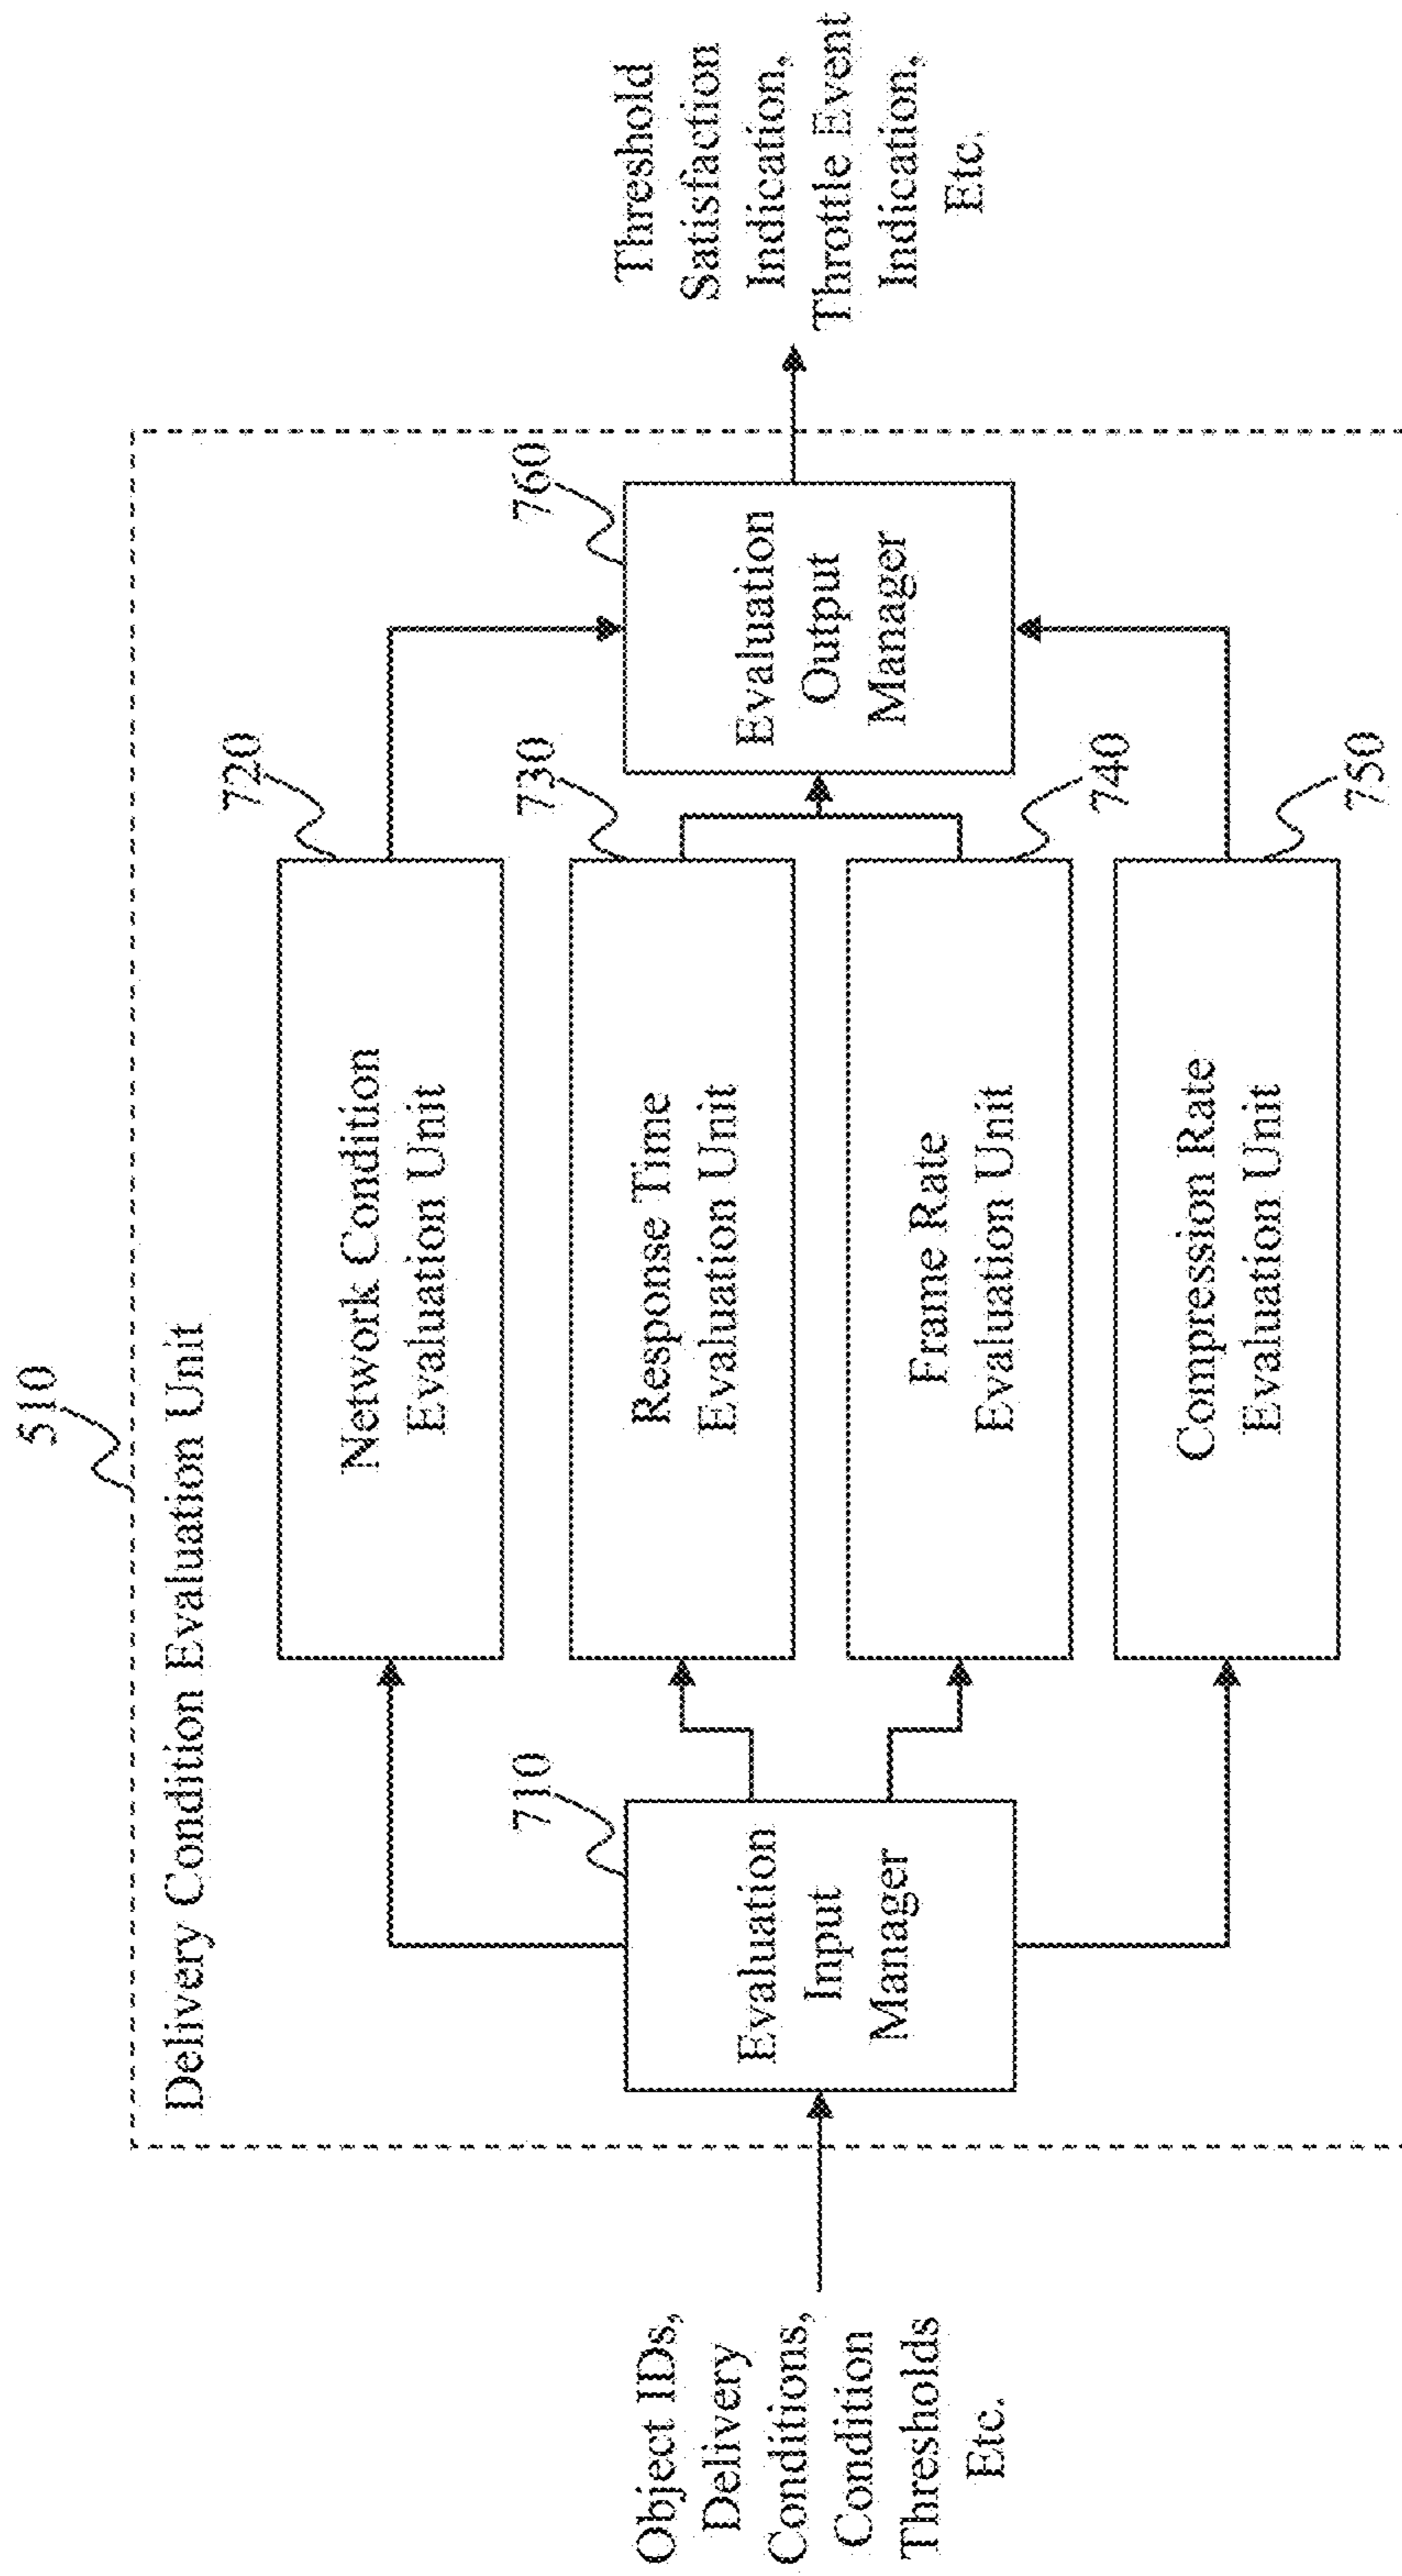 510
Delivery Condition Evaluation Unit
Object IDs,
Delivery
Conditions,
Condition
Thresholds
Etc.
710
Evaluation
Input
Manager
720
Network Condition
Evaluation Unit
730
Response Time
Evaluation Unit
740
Frame Rate
Evaluation Unit
750
Compression Rate
Evaluation Unit
760
Evaluation
Output
Manager
Threshold
Satisfaction
Indication,
Throttle Event
Indication,
Etc.